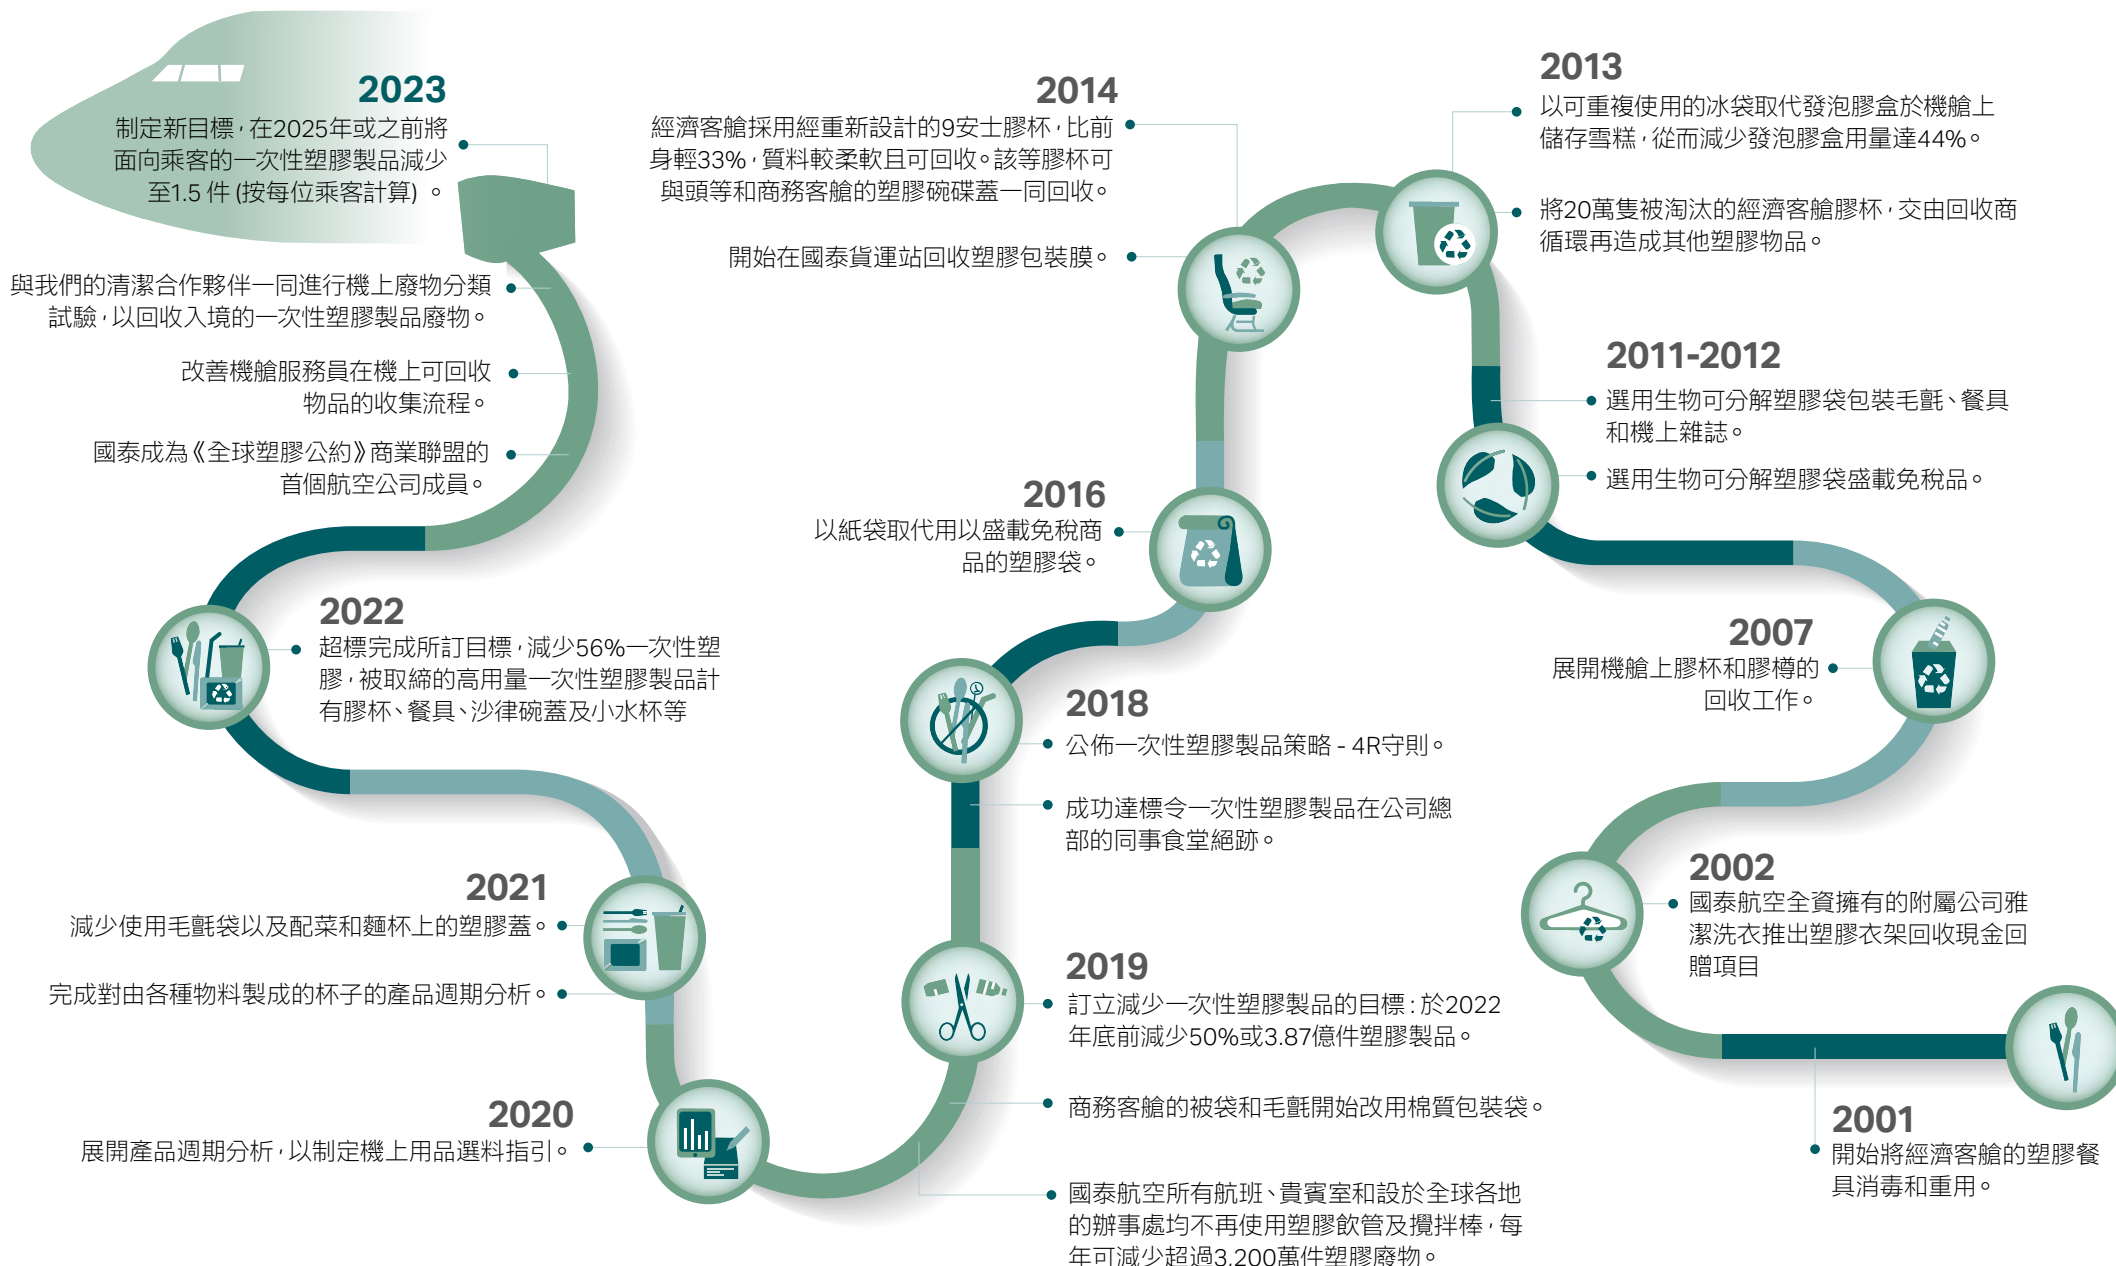 2023
制定新目標，在2025年或之前將
面向乘客的一次性塑膠製品減少
至1.5 件 (按每位乘客計算) 。
與我們的清潔合作夥伴一同進行機上廢物分類
試驗，以回收入境的一次性塑膠製品廢物。
改善機艙服務員在機上可回收
物品的收集流程。
國泰成為《全球塑膠公約》商業聯盟的
首個航空公司成員。
2022
超標完成所訂目標，減少56%一次性塑
膠，被取締的高用量一次性塑膠製品計
有膠杯、餐具、沙律碗蓋及小水杯等
2021
減少使用毛氈袋以及配菜和麵杯上的塑膠蓋。
完成對由各種物料製成的杯子的產品週期分析。
2020
展開產品週期分析，以制定機上用品選料指引。
2014
經濟客艙採用經重新設計的9安士膠杯，比前
身輕33%，質料較柔軟且可回收。該等膠杯可
與頭等和商務客艙的塑膠碗碟蓋一同回收。
開始在國泰貨運站回收塑膠包裝膜。
2016
以紙袋取代用以盛載免稅商
品的塑膠袋。
2018
公佈一次性塑膠製品策略 - 4R守則。
成功達標令一次性塑膠製品在公司總
部的同事食堂絕跡。
2019
訂立減少一次性塑膠製品的目標：於2022
年底前減少50%或3.87億件塑膠製品。
商務客艙的被袋和毛氈開始改用棉質包裝袋。
國泰航空所有航班、貴賓室和設於全球各地
的辦事處均不再使用塑膠飲管及攪拌棒，每
年可減少超過3,200萬件塑膠廢物。
2013
以可重複使用的冰袋取代發泡膠盒於機艙上
儲存雪糕，從而減少發泡膠盒用量達44%。
將20萬隻被淘汰的經濟客艙膠杯，交由回收商
循環再造成其他塑膠物品。
2011-2012
選用生物可分解塑膠袋包裝毛氈、餐具
和機上雜誌。
選用生物可分解塑膠袋盛載免稅品。
2007
展開機艙上膠杯和膠樽的
回收工作。
2002
國泰航空全資擁有的附屬公司雅
潔洗衣推出塑膠衣架回收現金回
贈項目
2001
開始將經濟客艙的塑膠餐
具消毒和重用。